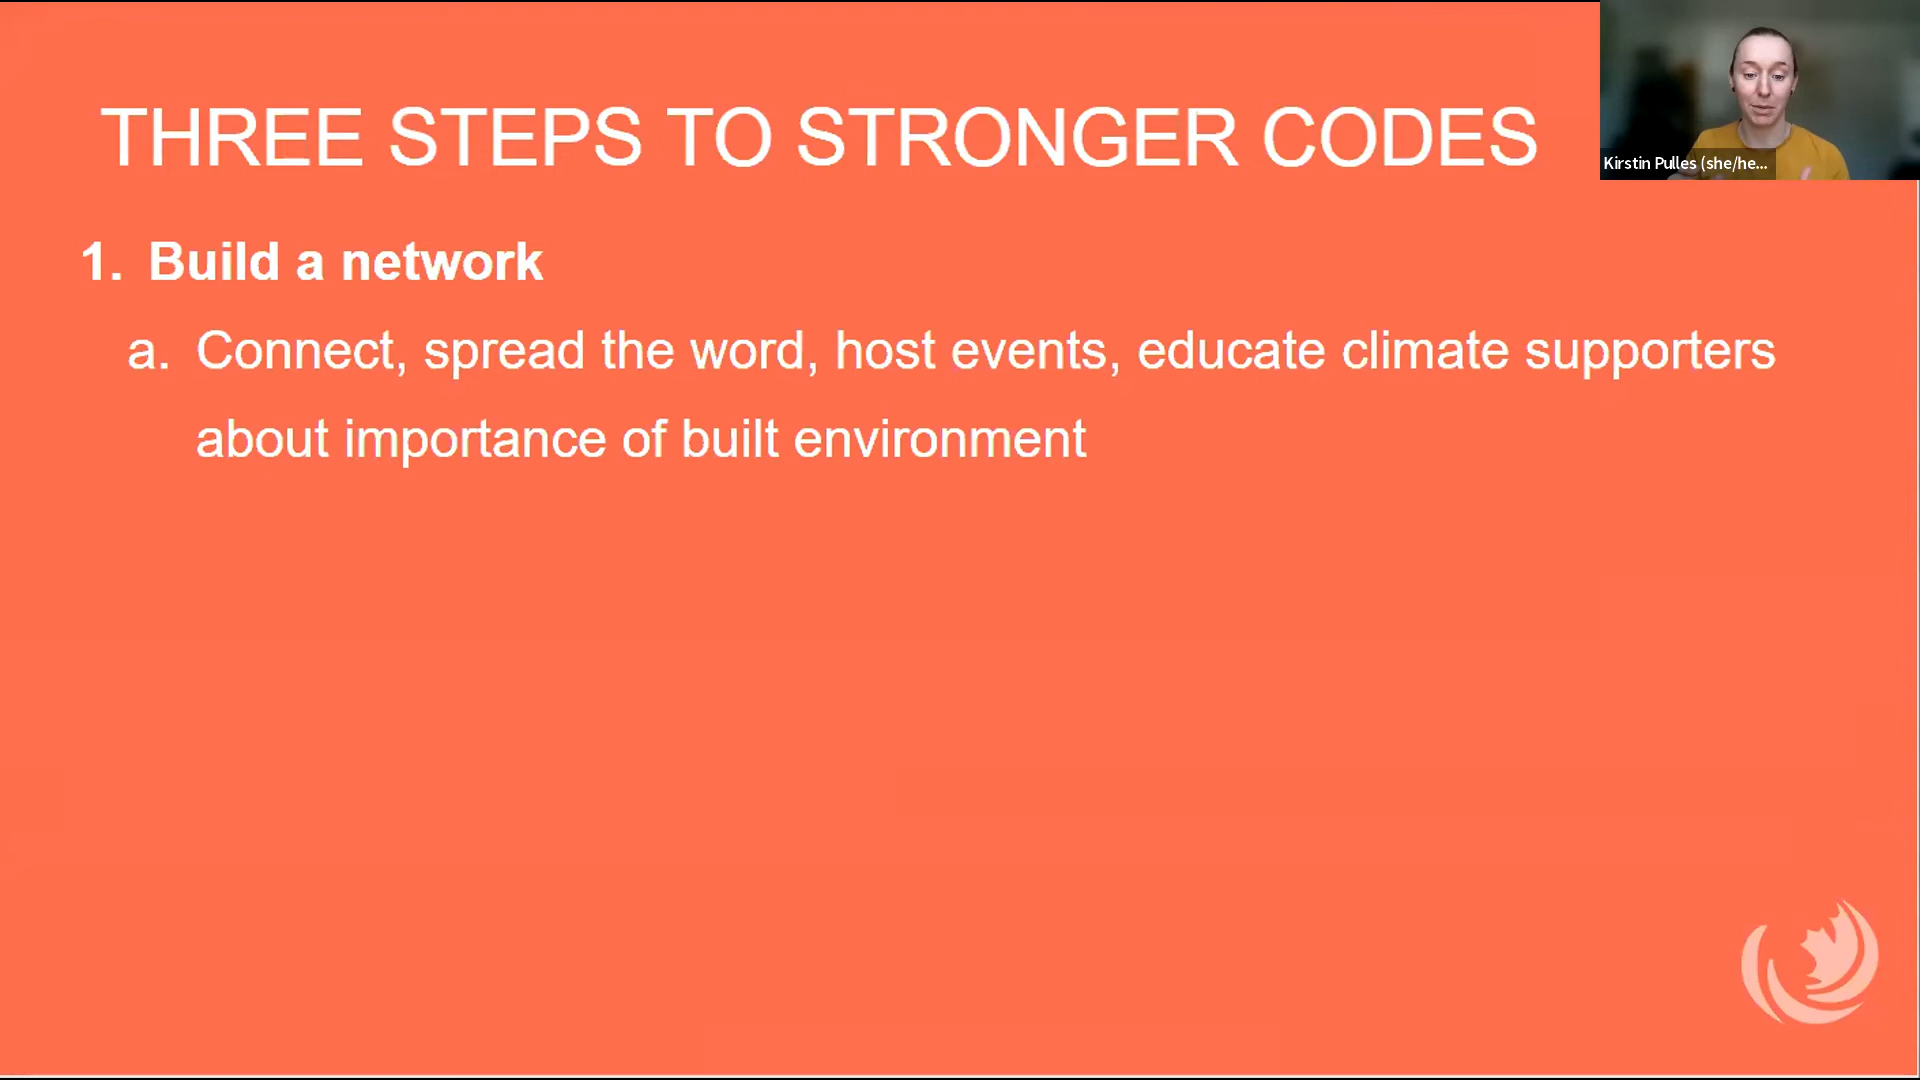 THREE STEPS TO STRONGER CODES
Kirstin Pulles (she/he...
1. Build a network
a. Connect, spread the word, host events, educate climate supporters
about importance of built environment